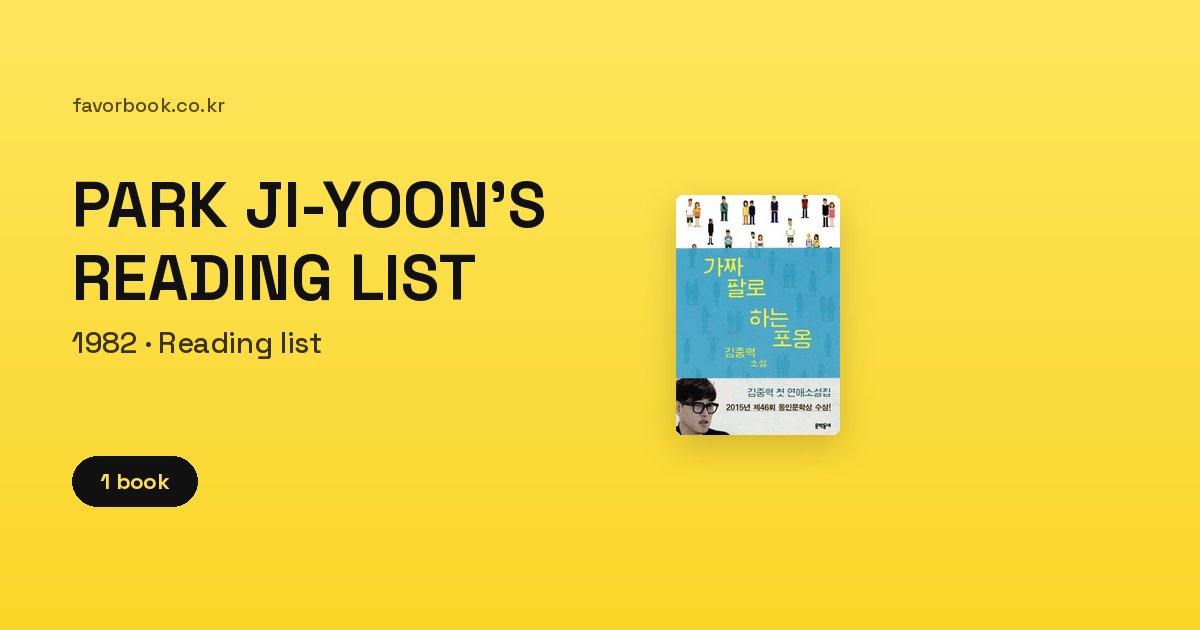 favorbook.co.kr
PARK JI-YOON’S
READING LIST
1982 · Reading list
1 book
가짜
팔로
하는
포옹
김중혁
소설
김중혁 첫 연애소설집
2015년 제46회 동인문학상 수상!
문학동네